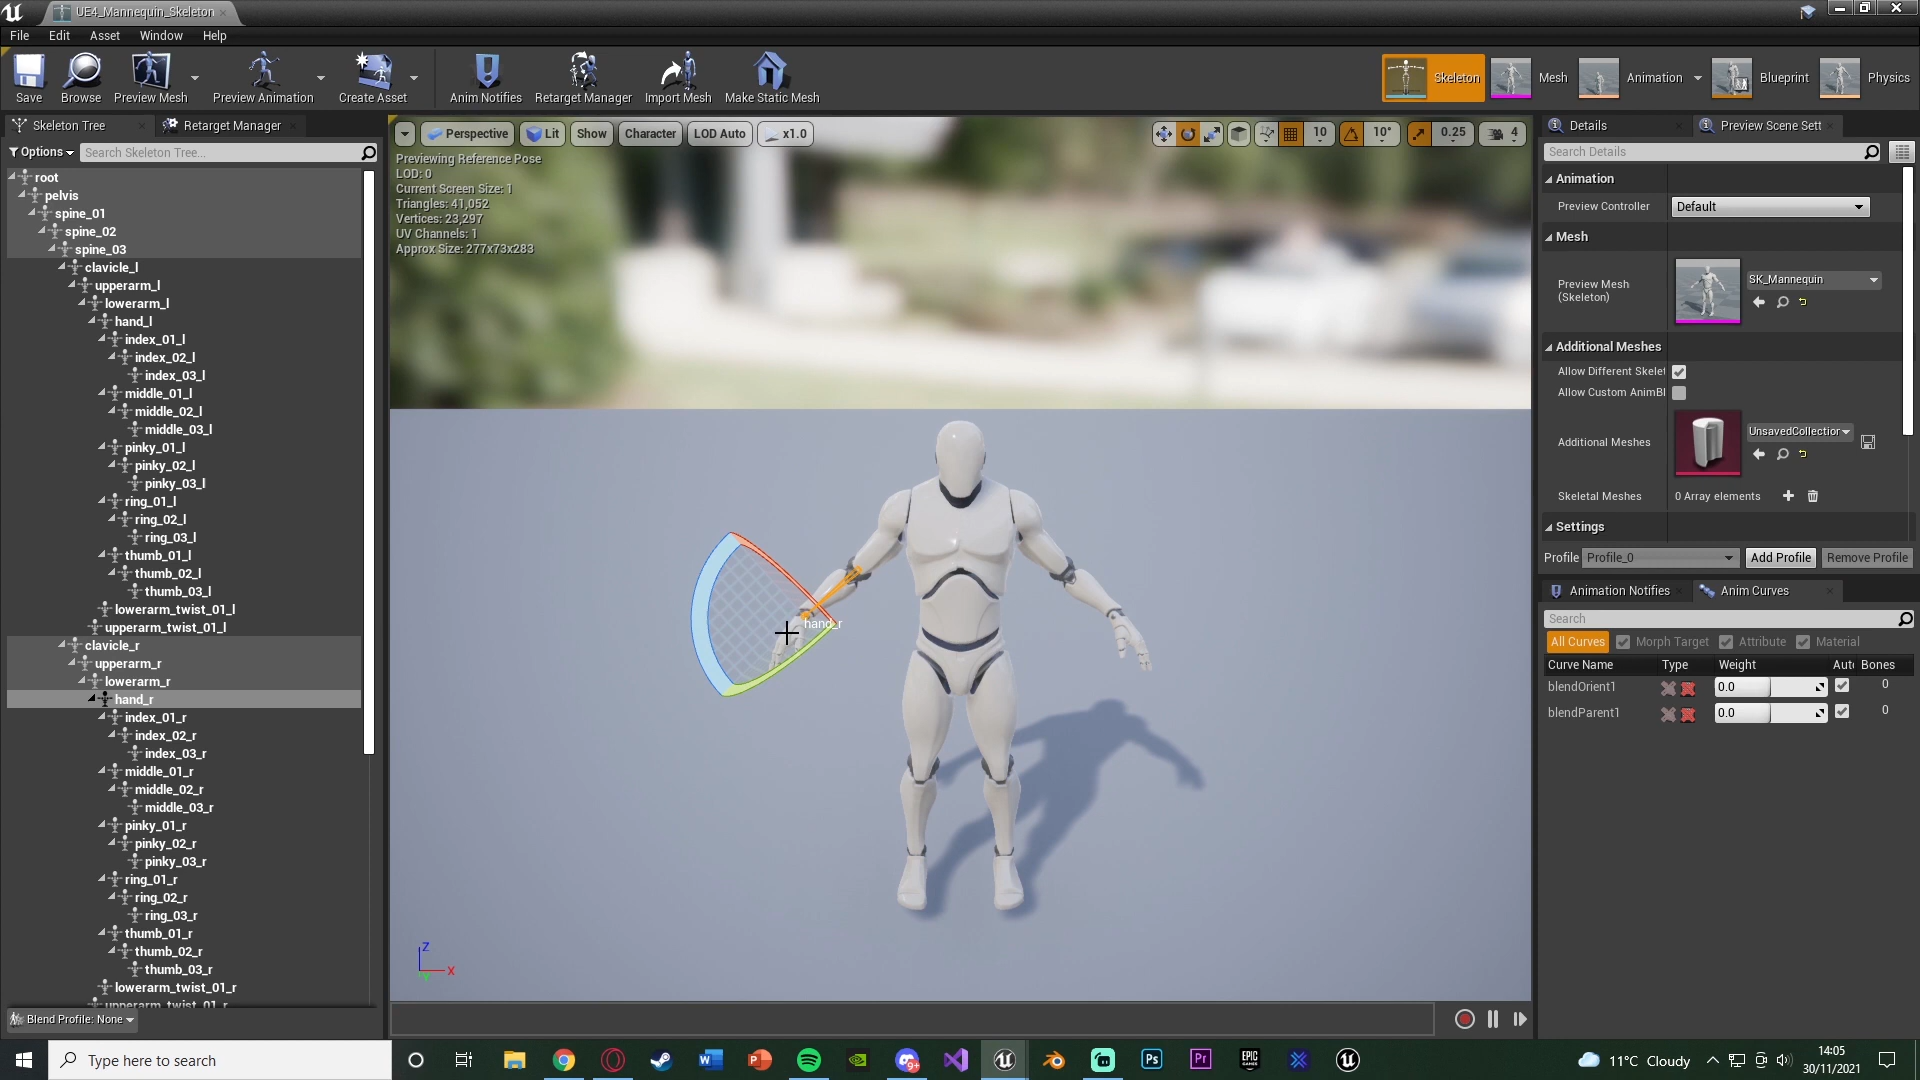 UE4_Mannequin_Skeleton
File Edit Asset Window Help
Save Browse Preview Mesh Preview Animation Create Asset Anim Notifies Retarget Manager Import Mesh Make Static Mesh
Skeleton Mesh Animation Blueprint Physics
Skeleton Tree Retarget Manager
Options Search Skeleton Tree...
root
pelvis
spine_01
spine_02
spine_03
clavicle_l
upperarm_l
lowerarm_l
hand_l
index_01_l
index_02_l
index_03_l
middle_01_l
middle_02_l
middle_03_l
pinky_01_l
pinky_02_l
pinky_03_l
ring_01_l
ring_02_l
ring_03_l
thumb_01_l
thumb_02_l
thumb_03_l
lowerarm_twist_01_l
upperarm_twist_01_l
clavicle_r
upperarm_r
lowerarm_r
hand_r
index_01_r
index_02_r
index_03_r
middle_01_r
middle_02_r
middle_03_r
pinky_01_r
pinky_02_r
pinky_03_r
ring_01_r
ring_02_r
ring_03_r
thumb_01_r
thumb_02_r
thumb_03_r
lowerarm_twist_01_r
upperarm_twist_01_r
Blend Profile: None
Perspective Lit Show Character LOD Auto x1.0
10 10° 0.25 4
Previewing Reference Pose
LOD: 0
Current Screen Size: 1
Triangles: 41,052
Vertices: 23,297
UV Channels: 1
Approx Size: 277x73x283
hand_r
Z
X
Y
Details Preview Scene Sett
Search Details
Animation
Preview Controller Default
Mesh
Preview Mesh
(Skeleton)
SK_Mannequin
Additional Meshes
Allow Different Skelet
Allow Custom AnimBl
Additional Meshes UnsavedCollection
Skeletal Meshes 0 Array elements
Settings
Profile Profile_0 Add Profile Remove Profile
Animation Notifies Anim Curves
Search
All Curves Morph Target Attribute Material
Curve Name Type Weight Auto Bones
blendOrient1 0.0 0
blendParent1 0.0 0
Type here to search
W P 9+ Ps Pr EPIC GAMES
11°C Cloudy
14:05
30/11/2021